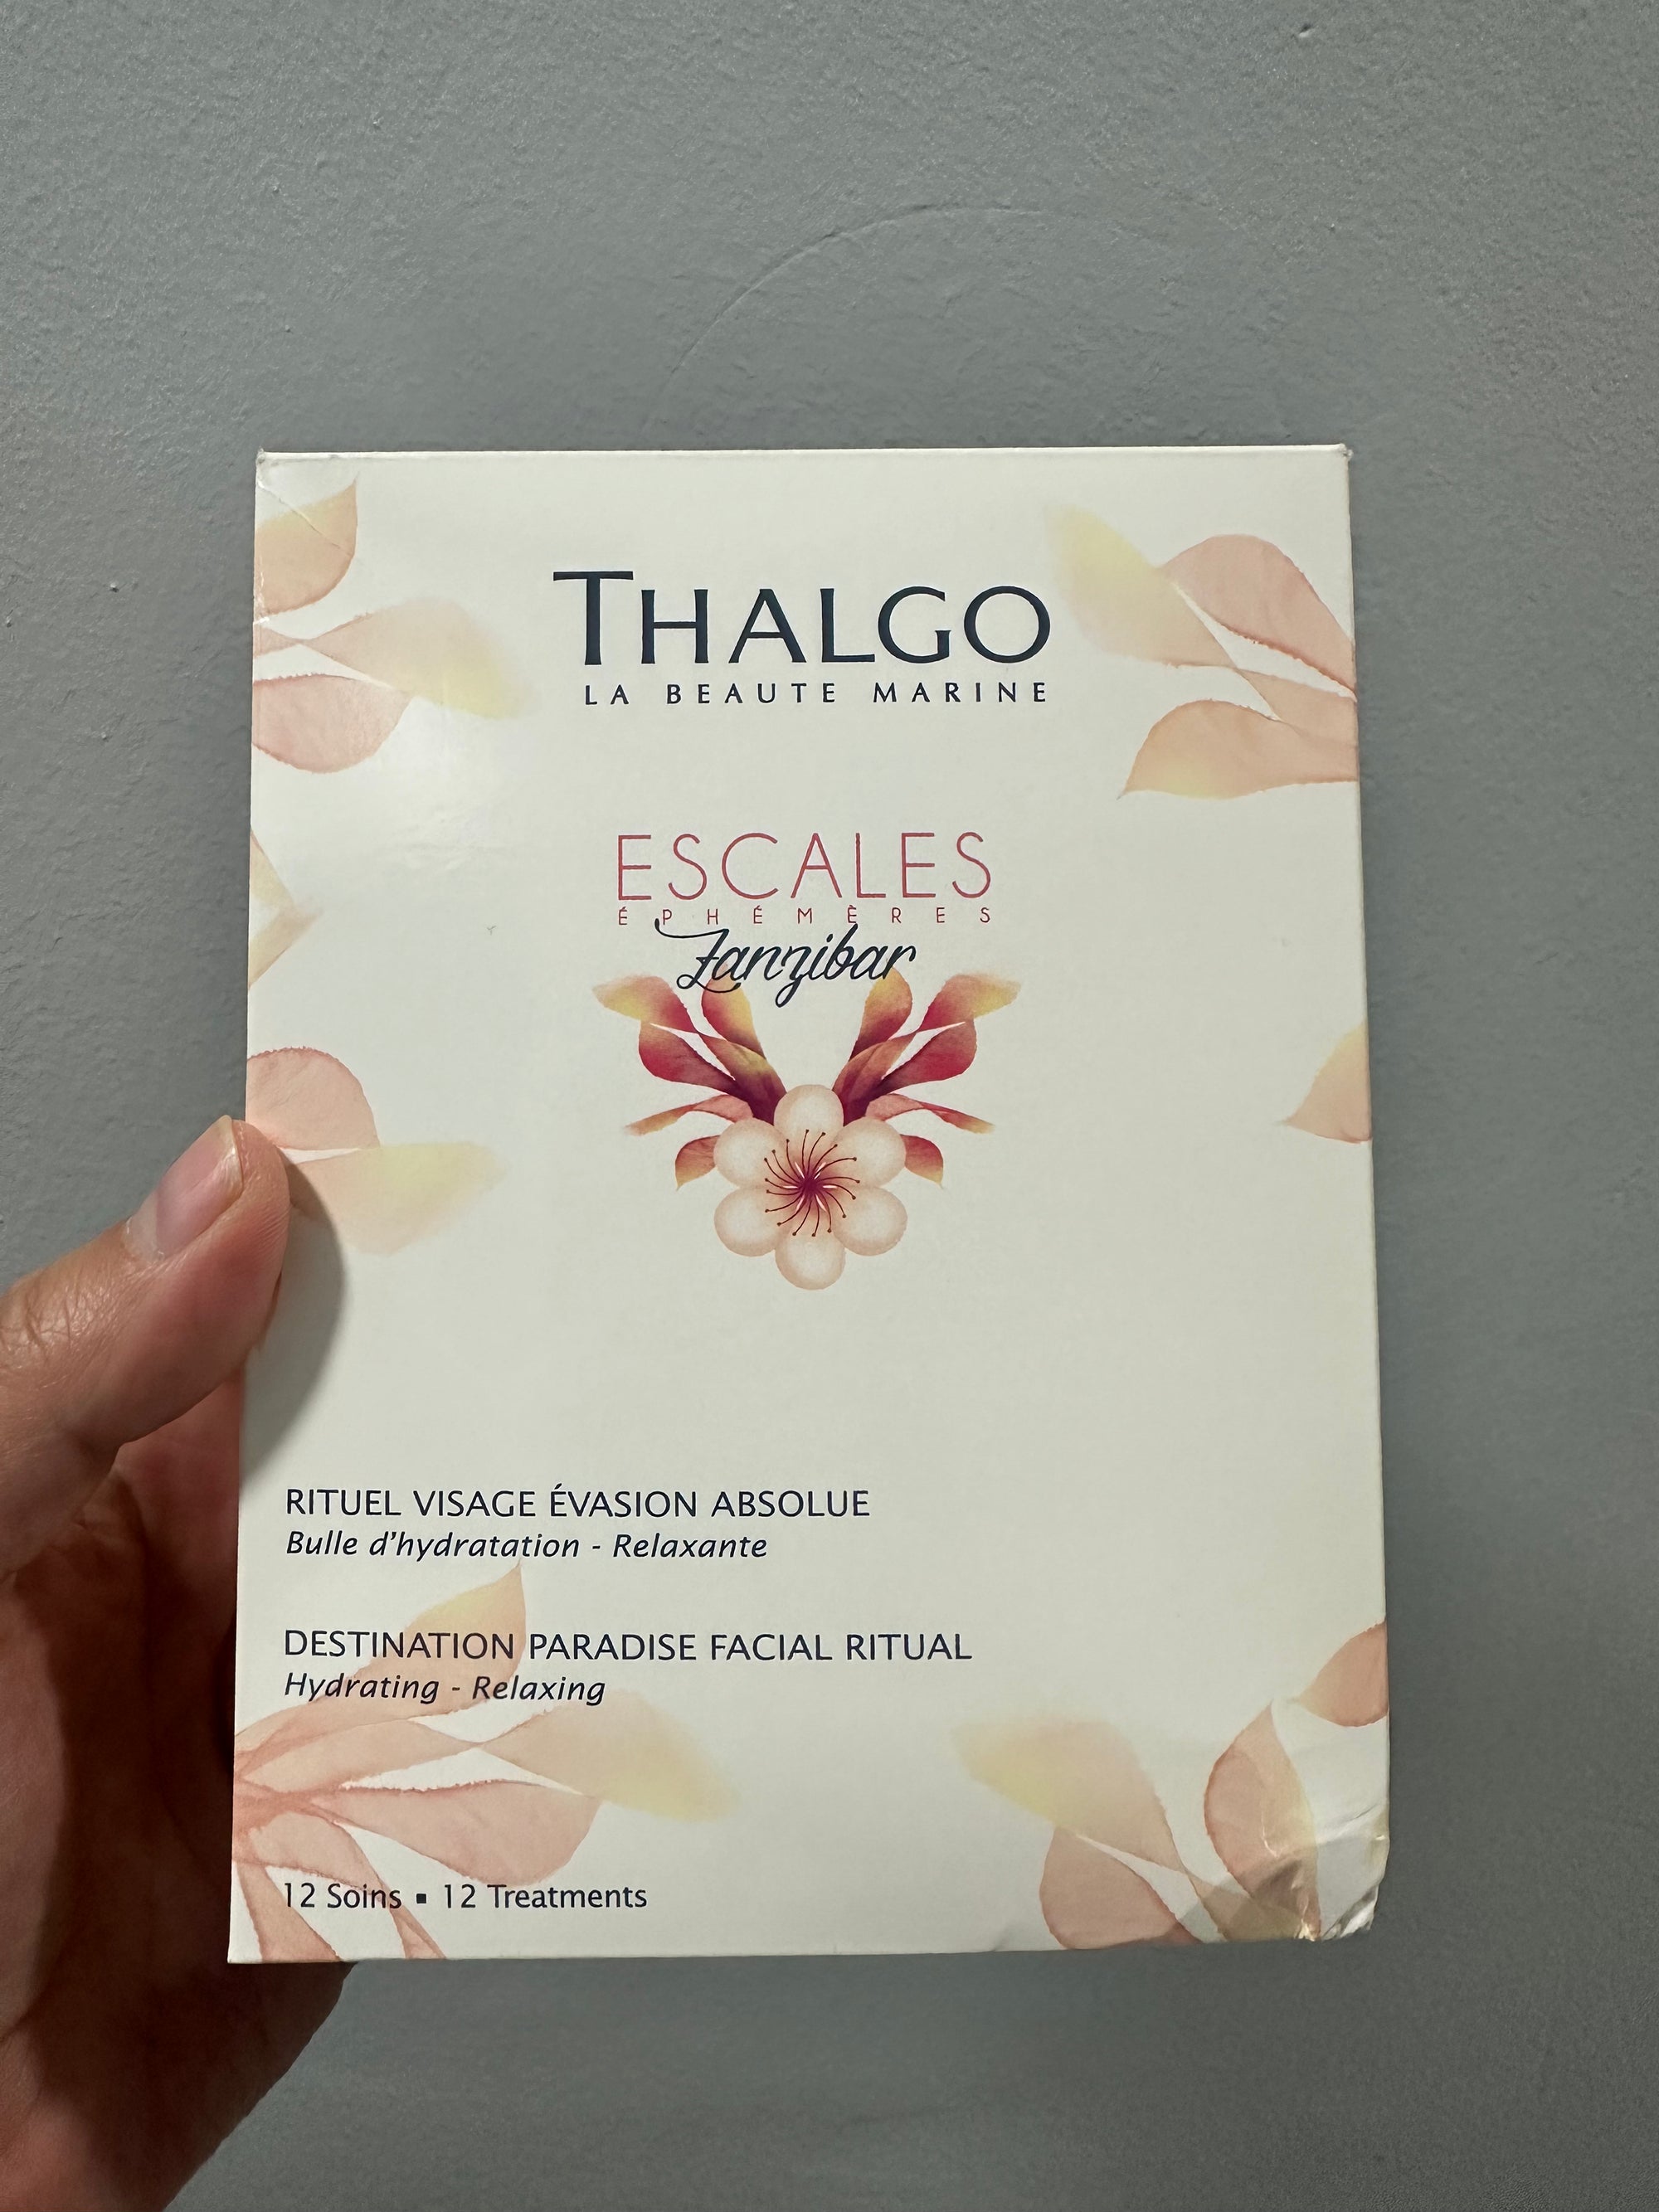 THALGO
LA BEAUTE MARINE
ESCALES
ÉPHÉMÈRES
Zanzibar
RITUEL VISAGE ÉVASION ABSOLUE
Bulle d'hydratation - Relaxante
DESTINATION PARADISE FACIAL RITUAL
Hydrating - Relaxing
12 Soins ▪ 12 Treatments